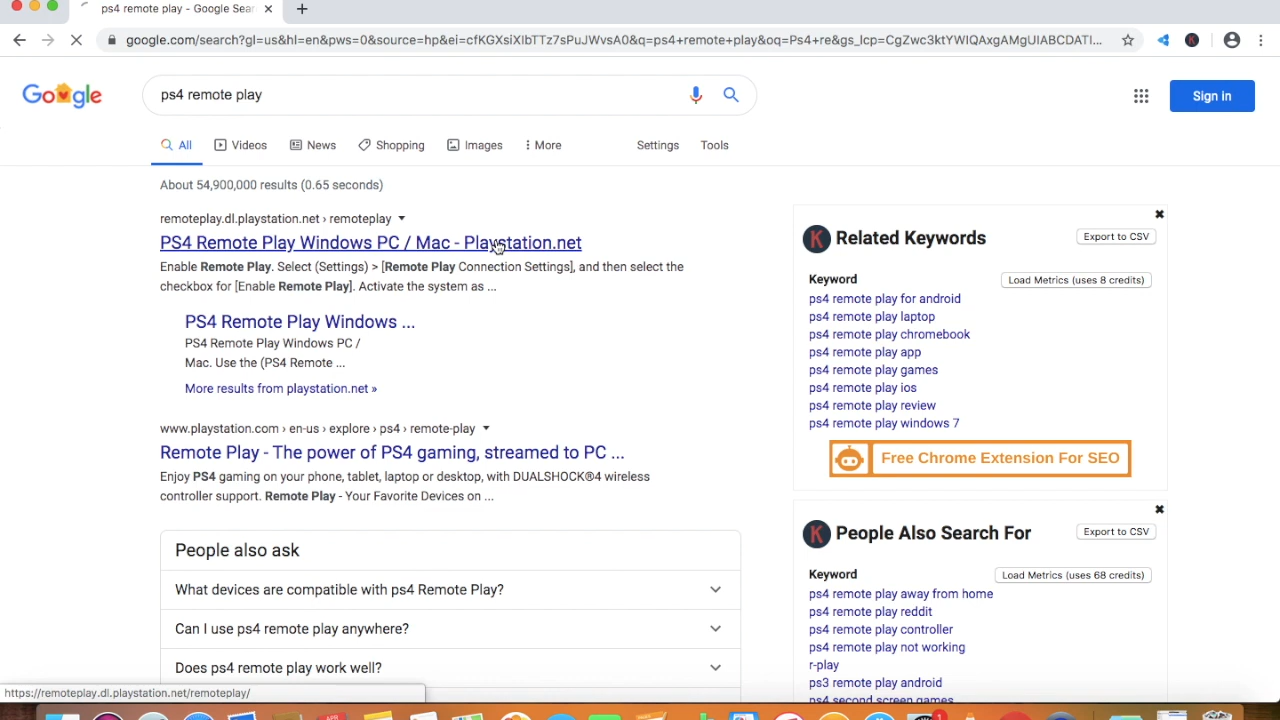 ps4 remote play - Google Sear
google.com/search?gl=us&hl=en&pws=0&source=hp&ei=cfKGXsiXIbTTz7sPuJWvsA0&q=ps4+remote+play&oq=Ps4+re&gs_lcp=CgZwc3ktYWIQAxgAMgUIABCDATI...
Google
ps4 remote play
Sign in
All
Videos
News
Shopping
Images
More
Settings
Tools
About 54,900,000 results (0.65 seconds)
remoteplay.dl.playstation.net › remoteplay
PS4 Remote Play Windows PC / Mac - Playstation.net
Enable Remote Play. Select (Settings) > [Remote Play Connection Settings], and then select the
checkbox for [Enable Remote Play]. Activate the system as ...
PS4 Remote Play Windows ...
PS4 Remote Play Windows PC /
Mac. Use the (PS4 Remote ...
More results from playstation.net »
www.playstation.com › en-us › explore › ps4 › remote-play
Remote Play - The power of PS4 gaming, streamed to PC ...
Enjoy PS4 gaming on your phone, tablet, laptop or desktop, with DUALSHOCK®4 wireless
controller support. Remote Play - Your Favorite Devices on ...
People also ask
What devices are compatible with ps4 Remote Play?
Can I use ps4 remote play anywhere?
Does ps4 remote play work well?
https://remoteplay.dl.playstation.net/remoteplay/
K Related Keywords
Export to CSV
Keyword
Load Metrics (uses 8 credits)
ps4 remote play for android
ps4 remote play laptop
ps4 remote play chromebook
ps4 remote play app
ps4 remote play games
ps4 remote play ios
ps4 remote play review
ps4 remote play windows 7
Free Chrome Extension For SEO
K People Also Search For
Export to CSV
Keyword
Load Metrics (uses 68 credits)
ps4 remote play away from home
ps4 remote play reddit
ps4 remote play controller
ps4 remote play not working
r-play
ps3 remote play android
ps4 second screen games